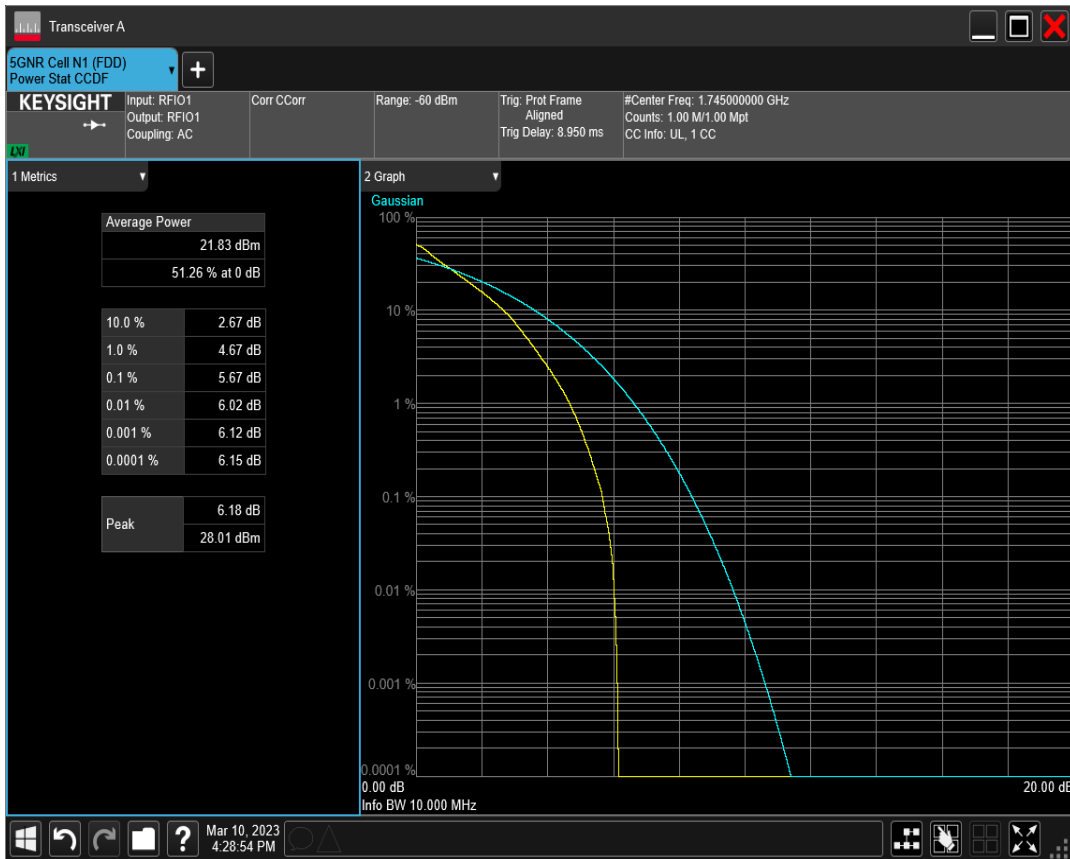 Transceiver A
5GNR Cell N1 (FDD)
Power Stat CCDF
+
KEYSIGHT
LXI
Input: RFIO1
Output: RFIO1
Coupling: AC
Corr CCorr
Range: -60 dBm
Trig: Prot Frame
Aligned
Trig Delay: 8.950 ms
#Center Freq: 1.745000000 GHz
Counts: 1.00 M/1.00 Mpt
CC Info: UL, 1 CC
1 Metrics
Average Power
21.83 dBm
51.26 % at 0 dB
10.0 % 2.67 dB
1.0 % 4.67 dB
0.1 % 5.67 dB
0.01 % 6.02 dB
0.001 % 6.12 dB
0.0001 % 6.15 dB
Peak 6.18 dB
28.01 dBm
2 Graph
Gaussian
100 %
10 %
1 %
0.1 %
0.01 %
0.001 %
0.0001 %
0.00 dB 20.00 dB
Info BW 10.000 MHz
?
Mar 10, 2023
4:28:54 PM